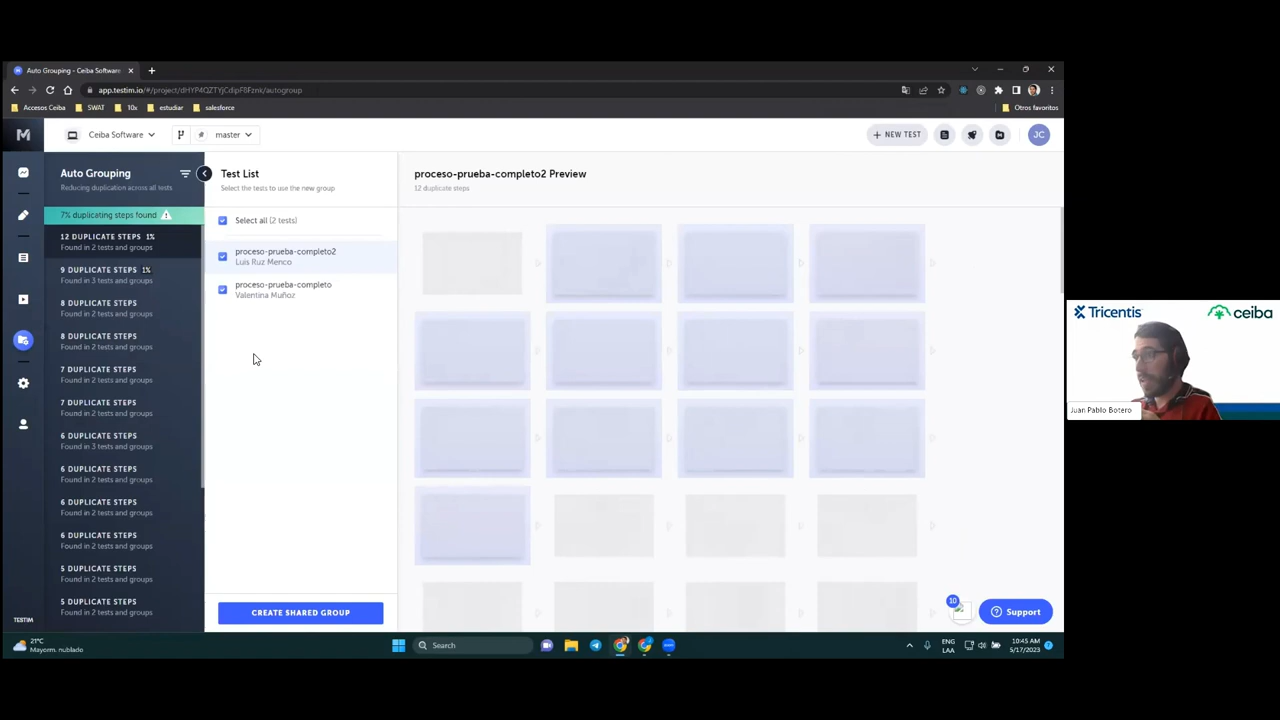 Auto Grouping - Ceiba Software
app.testim.io/#/project/dHYP4QZTYjCdipF8Fznk/autogroup
Accesos Ceiba
SWAT
10x
estudiar
salesforce
Otros favoritos
Ceiba Software
master
NEW TEST
JC
Auto Grouping
Reducing duplication across all tests
7% duplicating steps found
12 DUPLICATE STEPS 1%
Found in 2 tests and groups
9 DUPLICATE STEPS 1%
Found in 3 tests and groups
8 DUPLICATE STEPS
Found in 2 tests and groups
8 DUPLICATE STEPS
Found in 2 tests and groups
7 DUPLICATE STEPS
Found in 2 tests and groups
7 DUPLICATE STEPS
Found in 2 tests and groups
6 DUPLICATE STEPS
Found in 3 tests and groups
6 DUPLICATE STEPS
Found in 2 tests and groups
6 DUPLICATE STEPS
Found in 2 tests and groups
6 DUPLICATE STEPS
Found in 2 tests and groups
5 DUPLICATE STEPS
Found in 2 tests and groups
5 DUPLICATE STEPS
Found in 2 tests and groups
TESTIM
Test List
Select the tests to use the new group
Select all (2 tests)
proceso-prueba-completo2
Luis Ruz Menco
proceso-prueba-completo
Valentina Muñoz
CREATE SHARED GROUP
proceso-prueba-completo2 Preview
12 duplicate steps
10
Support
Tricentis
ceiba
Juan Pablo Botero
21°C
Mayorm. nublado
Search
ENG
LAA
10:45 AM
5/17/2023